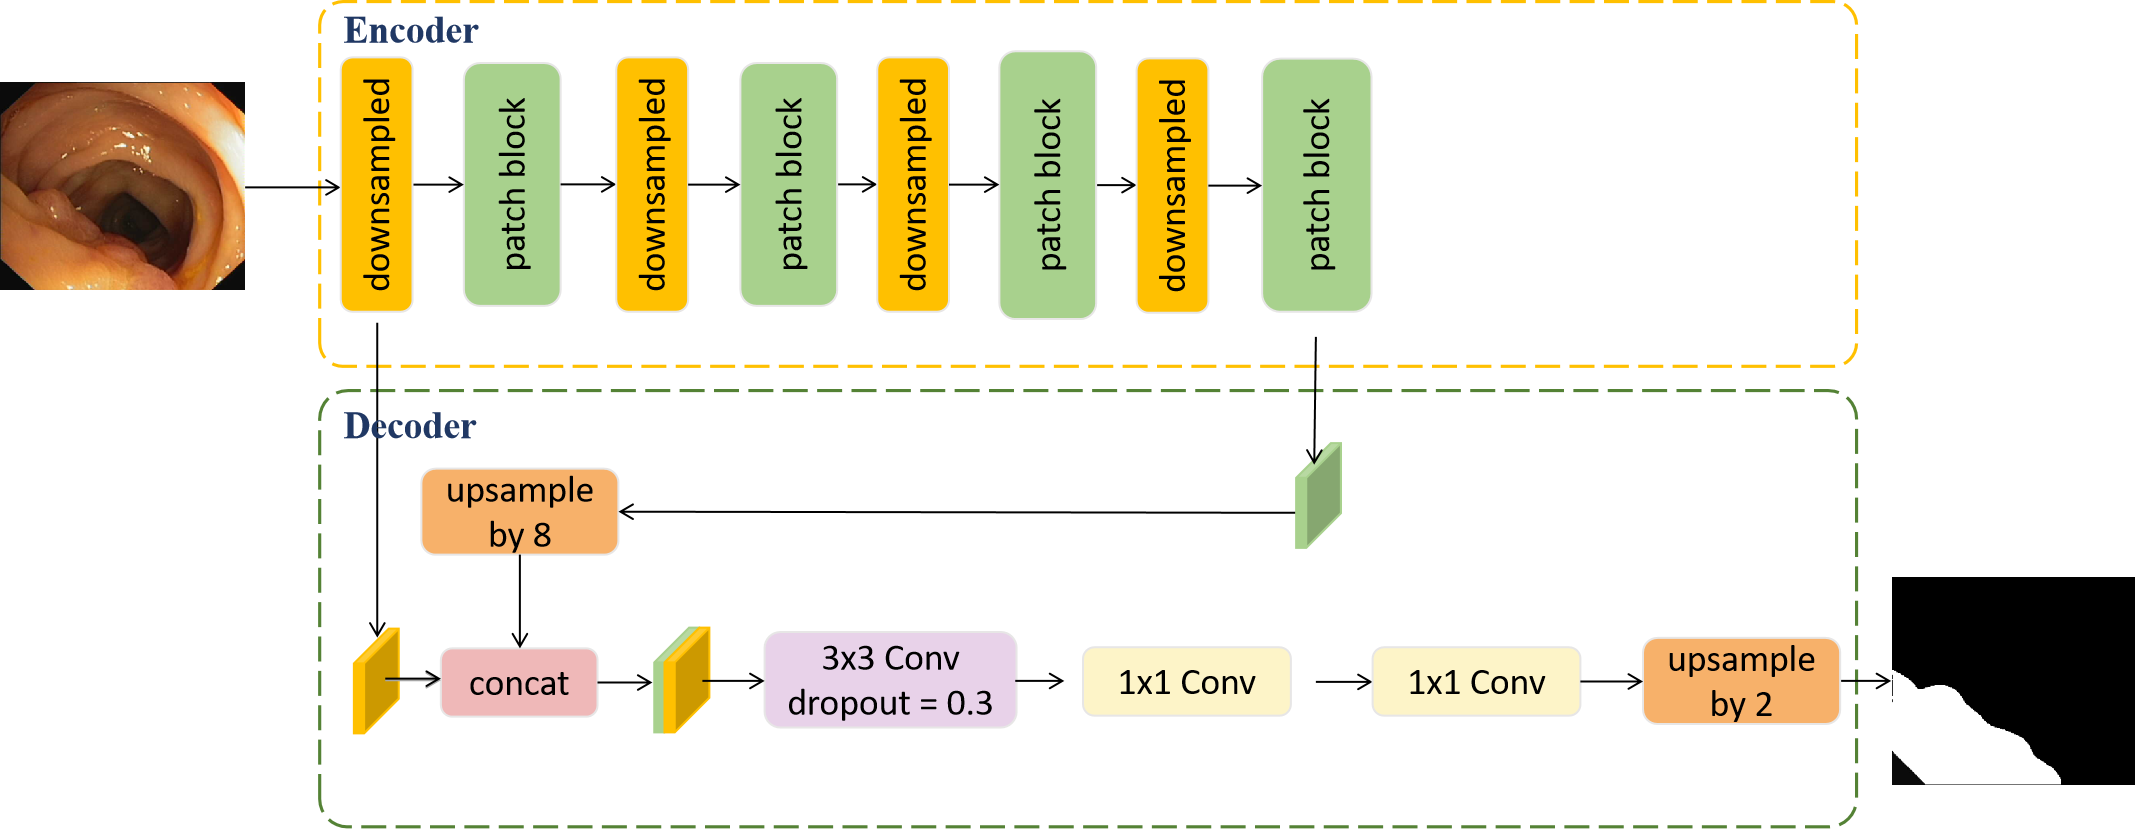 Encoder
downsampled
patch block
downsampled
patch block
downsampled
patch block
downsampled
patch block
Decoder
upsample
by 8
concat
3x3 Conv
dropout = 0.3
1x1 Conv
1x1 Conv
upsample
by 2